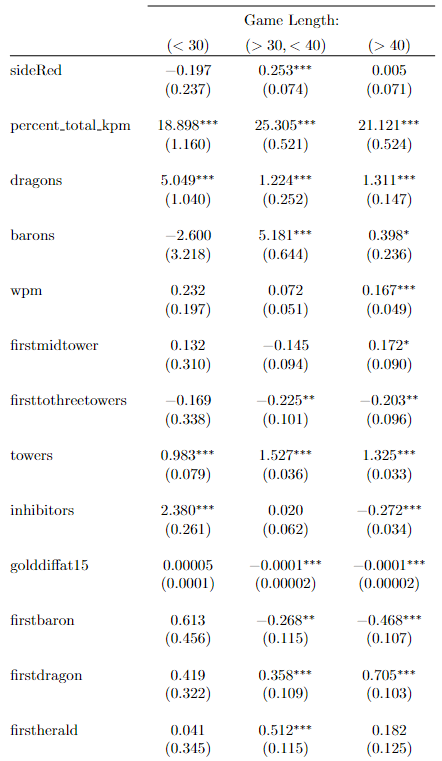 Game Length:
(< 30) (> 30, < 40) (> 40)
sideRed −0.197 0.253*** 0.005
(0.237) (0.074) (0.071)
percent_total_kpm 18.898*** 25.305*** 21.121***
(1.160) (0.521) (0.524)
dragons 5.049*** 1.224*** 1.311***
(1.040) (0.252) (0.147)
barons −2.600 5.181*** 0.398*
(3.218) (0.644) (0.236)
wpm 0.232 0.072 0.167***
(0.197) (0.051) (0.049)
firstmidtower 0.132 −0.145 0.172*
(0.310) (0.094) (0.090)
firsttothreetowers −0.169 −0.225** −0.203**
(0.338) (0.101) (0.096)
towers 0.983*** 1.527*** 1.325***
(0.079) (0.036) (0.033)
inhibitors 2.380*** 0.020 −0.272***
(0.261) (0.062) (0.034)
golddiffat15 0.00005 −0.0001*** −0.0001***
(0.0001) (0.00002) (0.00002)
firstbaron 0.613 −0.268** −0.468***
(0.456) (0.115) (0.107)
firstdragon 0.419 0.358*** 0.705***
(0.322) (0.109) (0.103)
firstherald 0.041 0.512*** 0.182
(0.345) (0.115) (0.125)